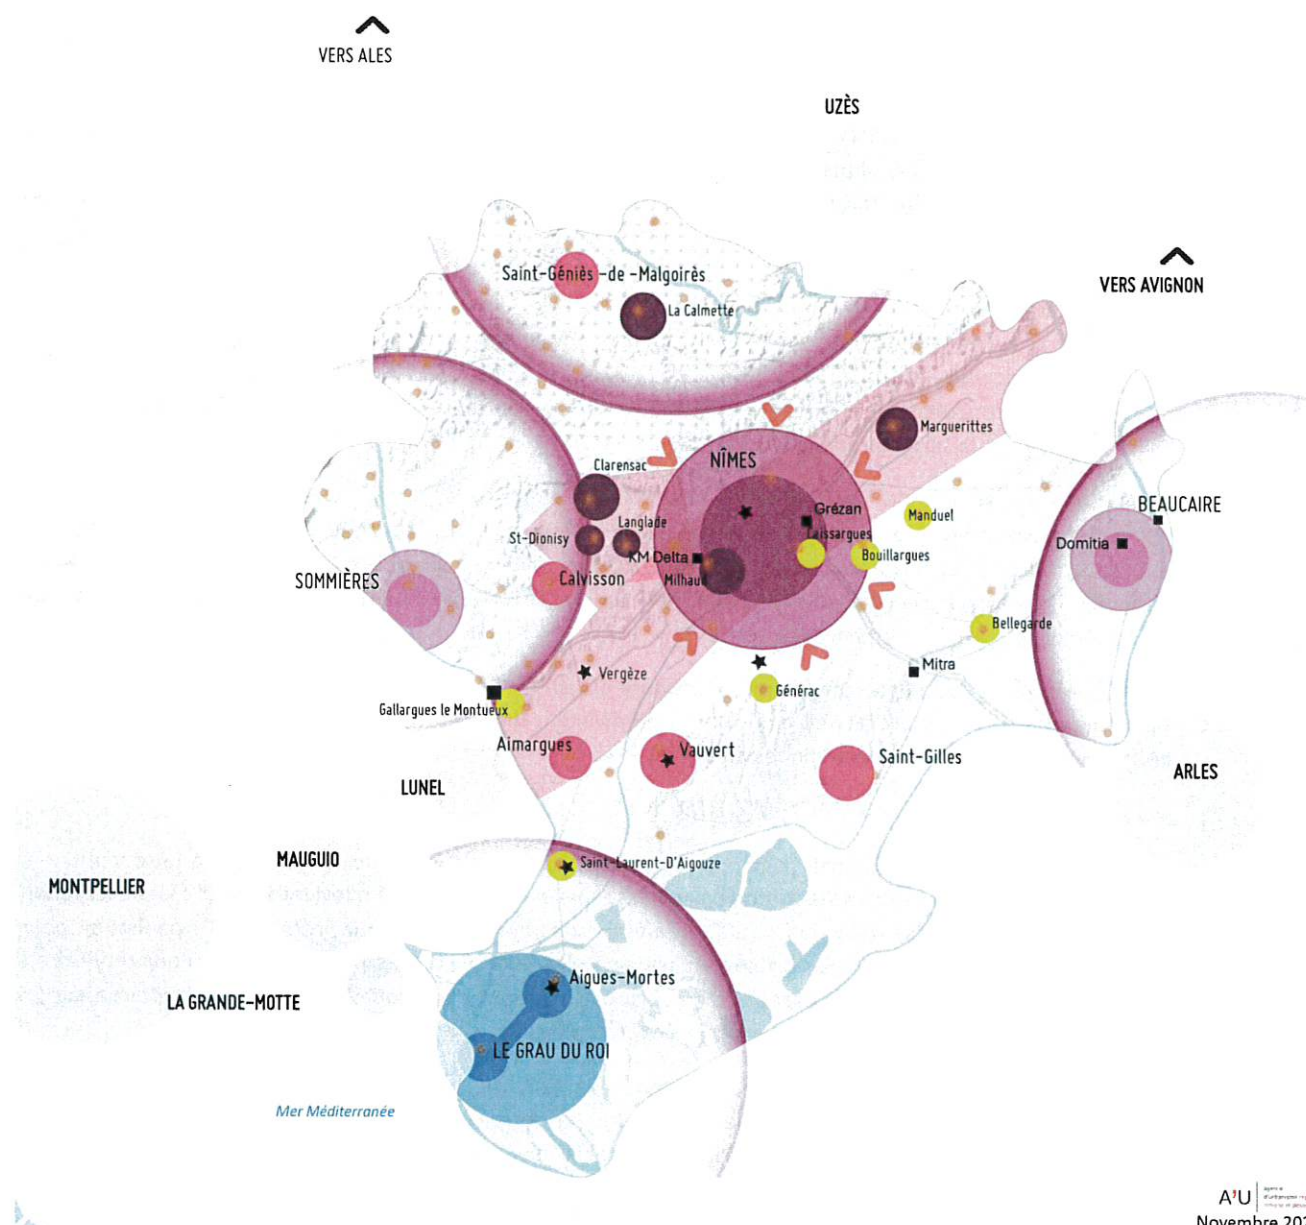 VERS ALES
UZÈS
VERS AVIGNON
Saint-Géniès -de -Malgoirès
La Calmette
Marguerittes
NÎMES
Clarensac
BEAUCAIRE
Grézan
Manduel
Langlade
St-Dionisy
Laissargues
Domitia
KM Delta
Bouillargues
Milhaud
Calvisson
SOMMIÈRES
Bellegarde
Mitra
Vergèze
Générac
Gallargues le Montueux
Aimargues
Vauvert
Saint-Gilles
ARLES
LUNEL
MAUGUIO
Saint-Laurent-D'Aigouze
MONTPELLIER
Aigues-Mortes
LA GRANDE-MOTTE
LE GRAU DU ROI
Mer Méditerranée
A'U